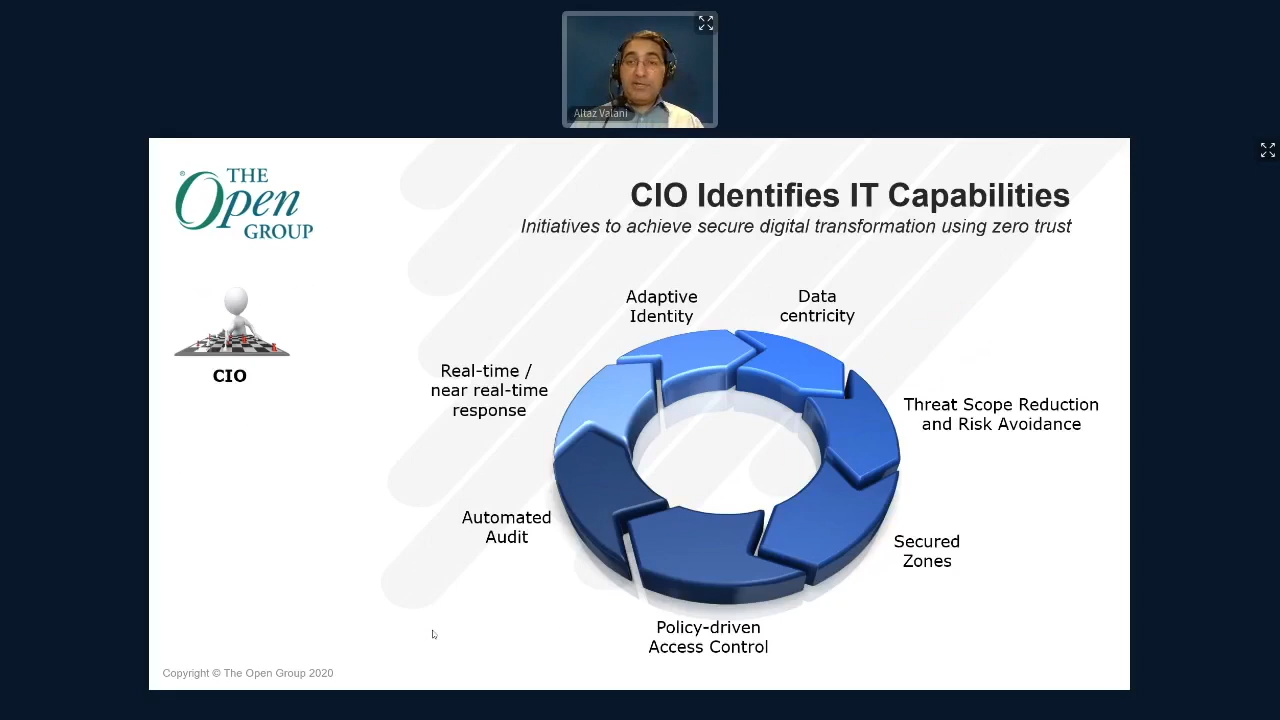 Altaz Valani
THE
Open
GROUP
®
CIO Identifies IT Capabilities
Initiatives to achieve secure digital transformation using zero trust
CIO
Adaptive
Identity
Data
centricity
Real-time /
near real-time
response
Threat Scope Reduction
and Risk Avoidance
Automated
Audit
Secured
Zones
Policy-driven
Access Control
Copyright © The Open Group 2020